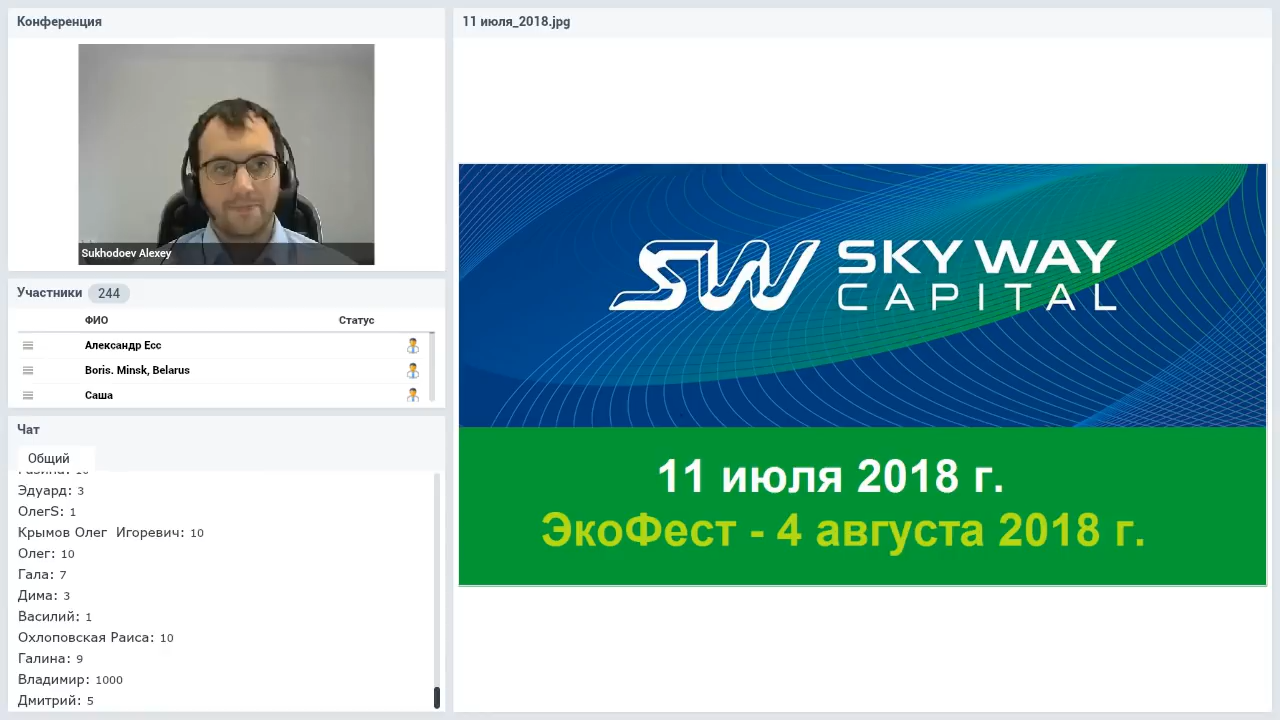 Конференция
11 июля_2018.jpg
Sukhodoev Alexey
SW SKY WAY
CAPITAL
11 июля 2018 г.
ЭкоФест - 4 августа 2018 г.
Участники 244
ФИО Статус
Александр Есс
Boris. Minsk, Belarus
Саша
Чат
Общий
Эдуард: 3
ОлегS: 1
Крымов Олег Игоревич: 10
Олег: 10
Гала: 7
Дима: 3
Василий: 1
Охлоповская Раиса: 10
Галина: 9
Владимир: 1000
Дмитрий: 5